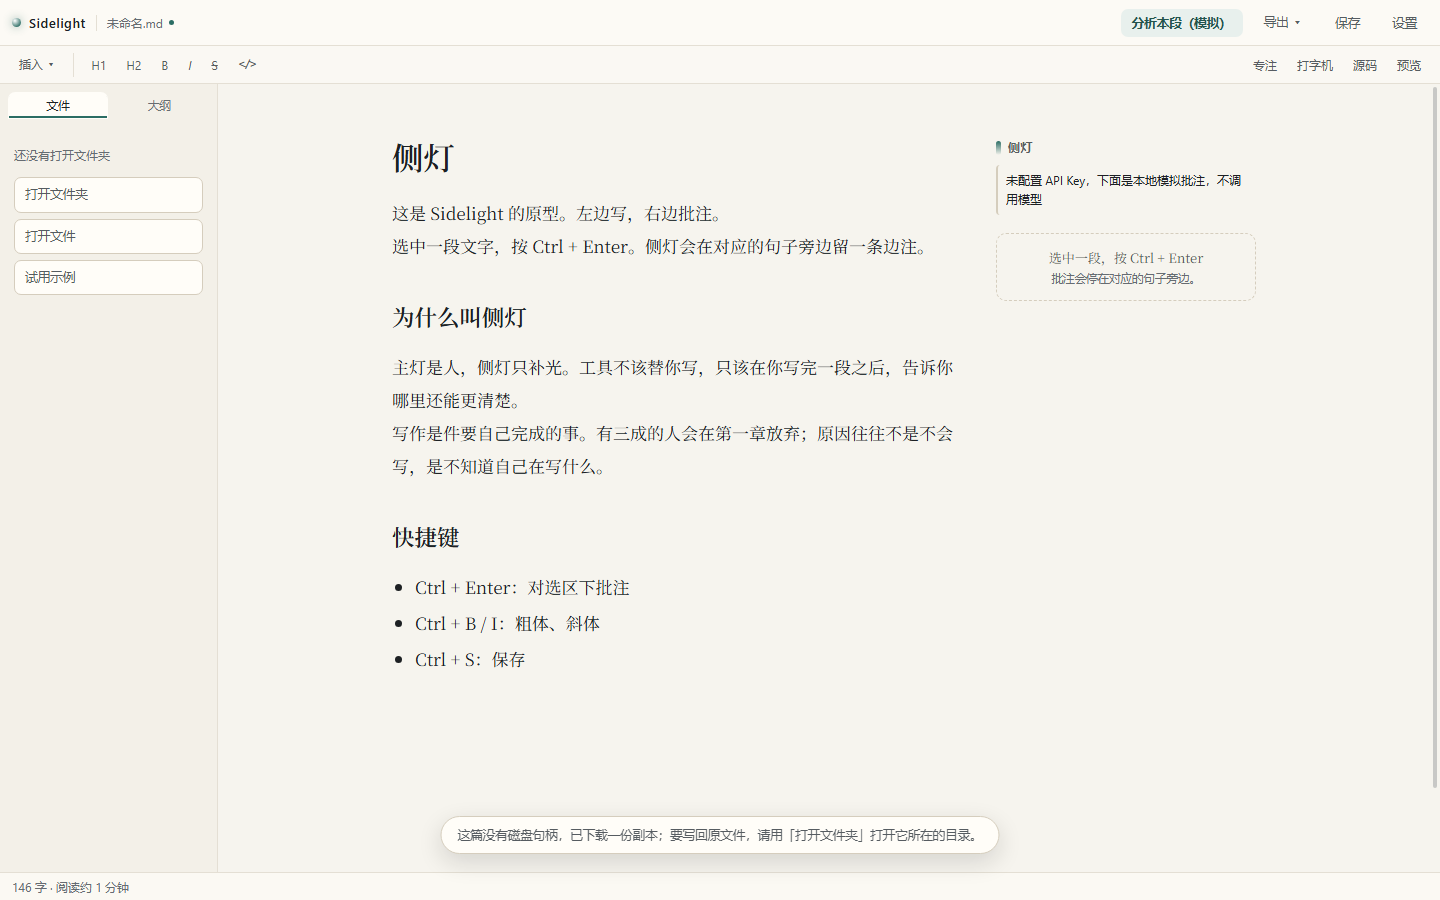 Sidelight
未命名.md
分析本段（模拟）
导出
保存
设置
插入
H1
H2
B
I
S
</>
专注
打字机
源码
预览
文件
大纲
还没有打开文件夹
打开文件夹
打开文件
试用示例
侧灯
这是 Sidelight 的原型。左边写，右边批注。
选中一段文字，按 Ctrl + Enter。侧灯会在对应的句子旁边留一条边注。
为什么叫侧灯
主灯是人，侧灯只补光。工具不该替你写，只该在你写完一段之后，告诉你
哪里还能更清楚。
写作是件要自己完成的事。有三成的人会在第一章放弃；原因往往不是不会
写，是不知道自己在写什么。
快捷键
Ctrl + Enter：对选区下批注
Ctrl + B / I：粗体、斜体
Ctrl + S：保存
侧灯
未配置 API Key，下面是本地模拟批注，不调
用模型
选中一段，按 Ctrl + Enter
批注会停在对应的句子旁边。
这篇没有磁盘句柄，已下载一份副本；要写回原文件，请用「打开文件夹」打开它所在的目录。
146 字 · 阅读约 1 分钟